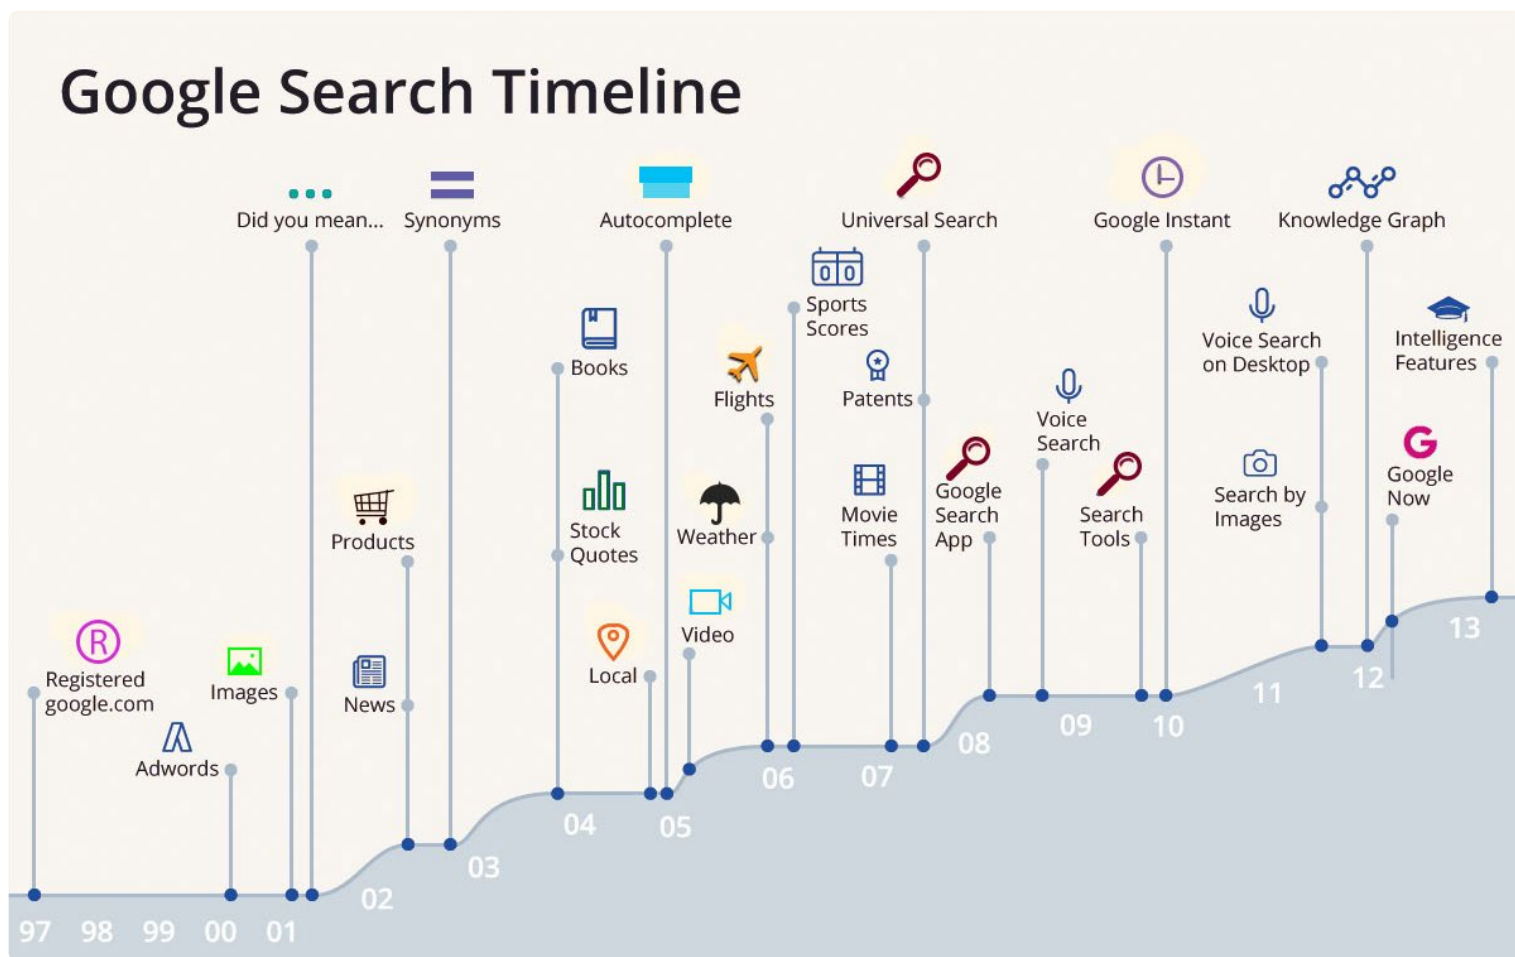 Google Search Timeline
Did you mean...
Synonyms
Autocomplete
Universal Search
Google Instant
Knowledge Graph
Books
Sports
Scores
Flights
Patents
Voice
Search
Voice Search
on Desktop
Intelligence
Features
Products
Stock
Quotes
Weather
Movie
Times
Google
Search
App
Search
Tools
Search by
Images
G
Google
Now
R
Registered
google.com
Images
News
Local
Video
Adwords
00
97
98
99
00
01
02
03
04
05
06
07
08
09
10
11
12
13